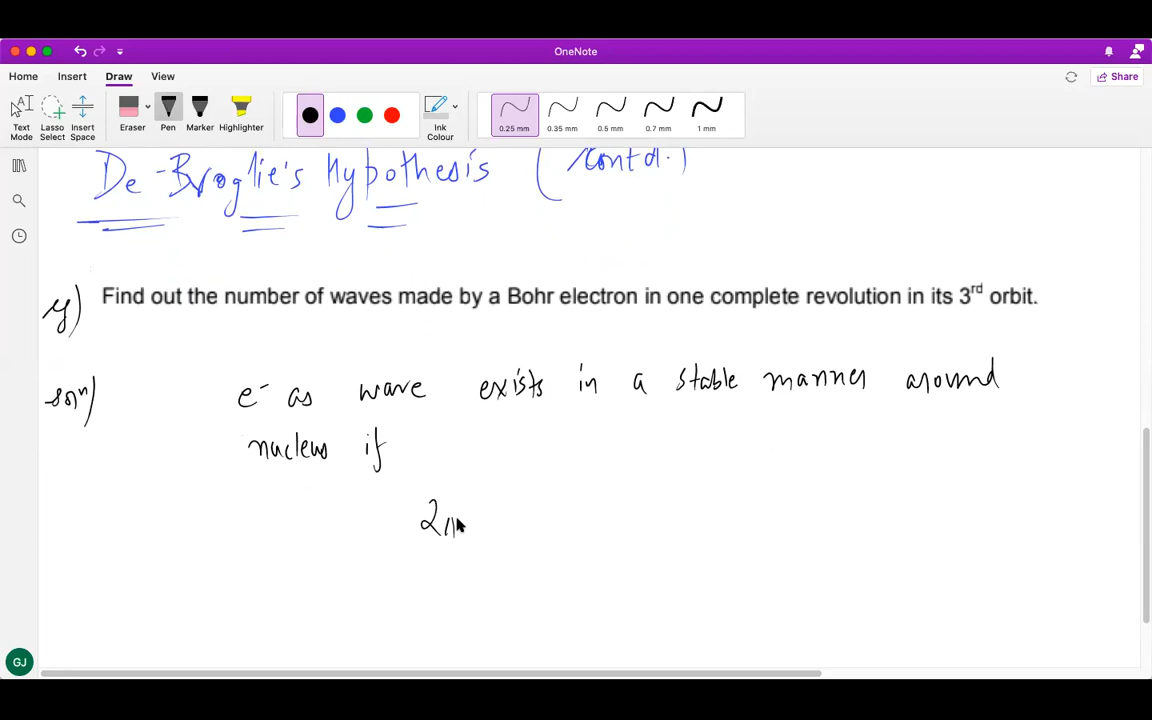 OneNote
Home Insert Draw View
Share
Text Mode
Lasso Select
Insert Space
Eraser
Pen
Marker
Highlighter
Ink Colour
0.25 mm
0.35 mm
0.5 mm
0.7 mm
1 mm
De-Broglie's Hypothesis (Contd.)
Find out the number of waves made by a Bohr electron in one complete revolution in its 3rd orbit.
soln) e- as wave exists in a stable manner around
nucleus if
2
GJ